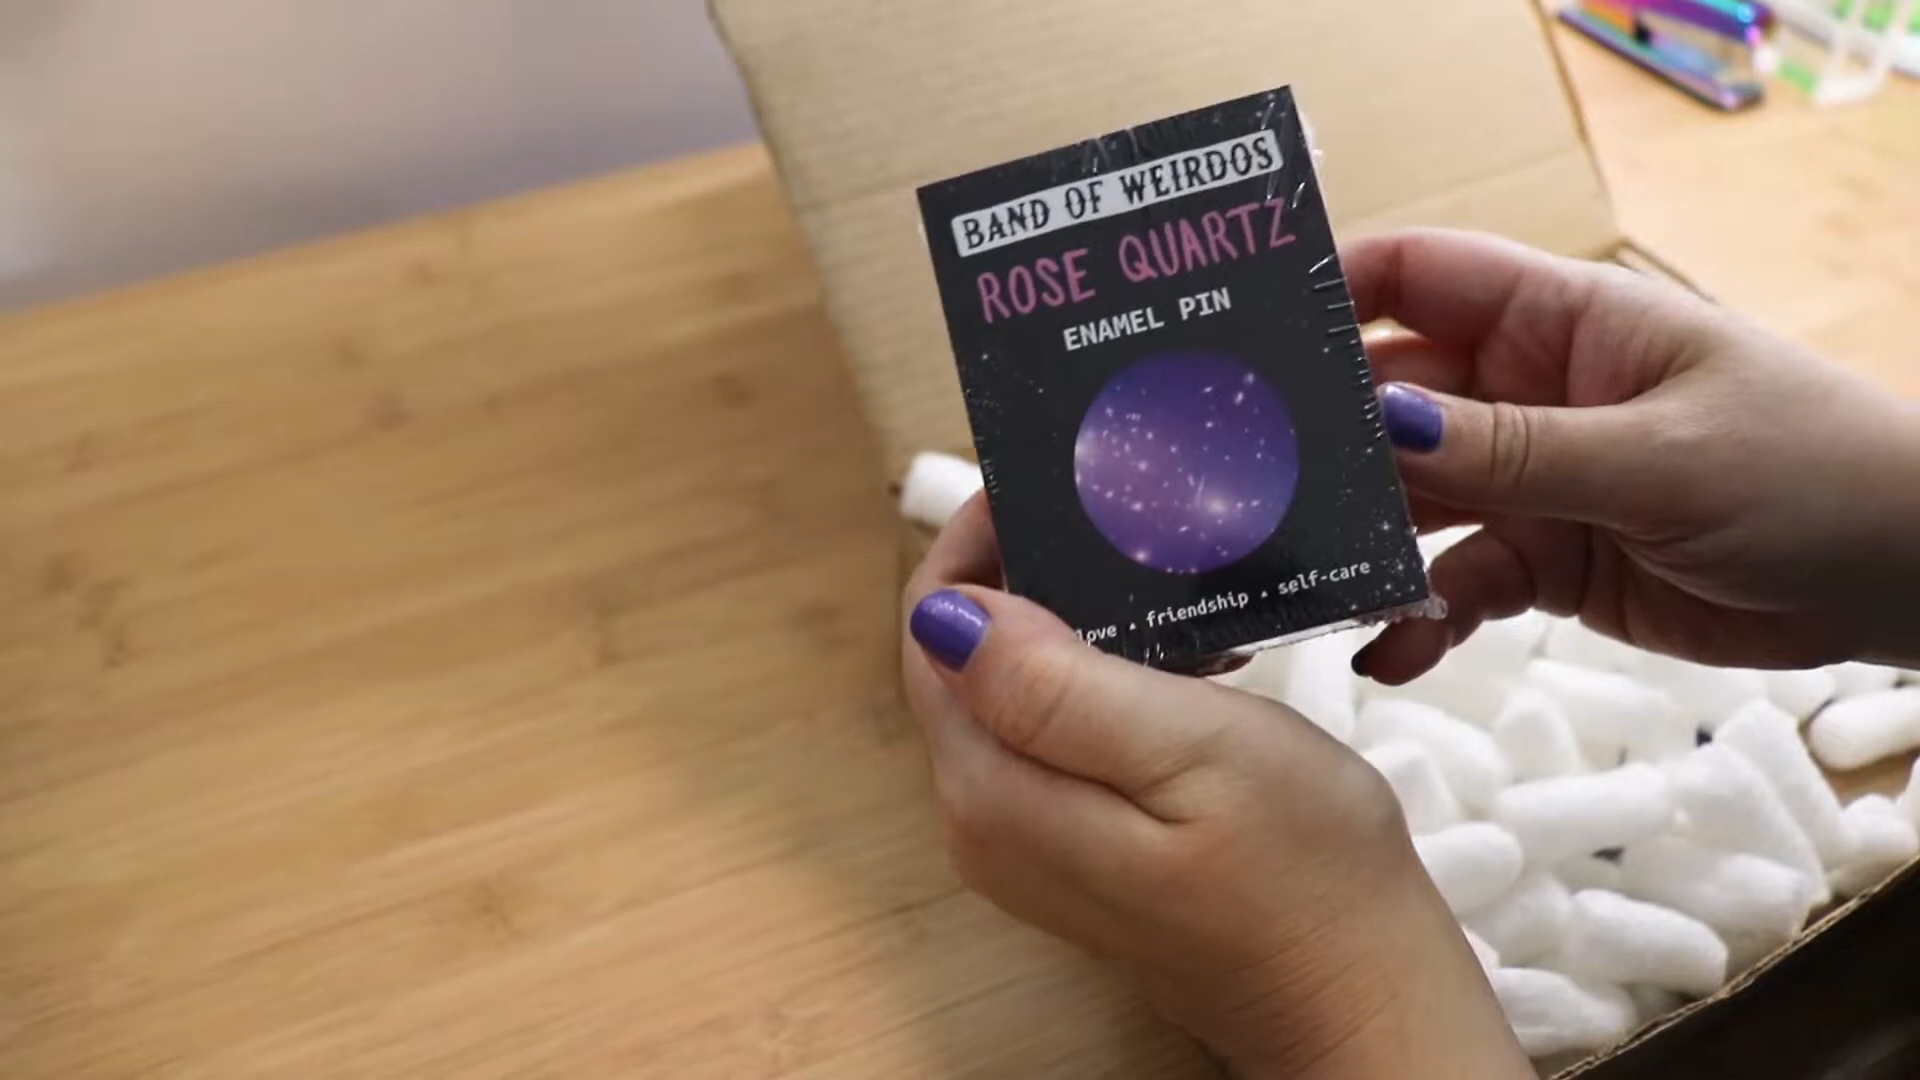 BAND OF WEIRDOS
ROSE QUARTZ
ENAMEL PIN
love ▴ friendship ▴ self-care